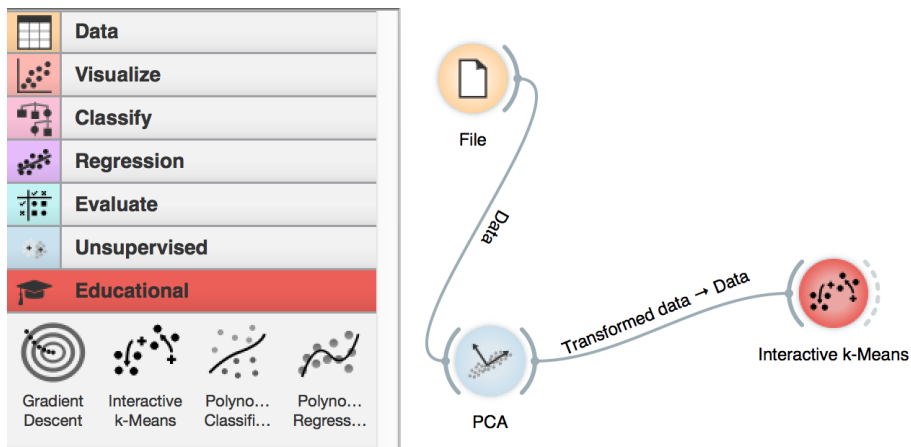 Data
Visualize
Classify
Regression
Evaluate
Unsupervised
Educational
Gradient
Descent
Interactive
k-Means
Polyno...
Classifi...
Polyno...
Regress...
File
Data
Transformed data → Data
Interactive k-Means
PCA